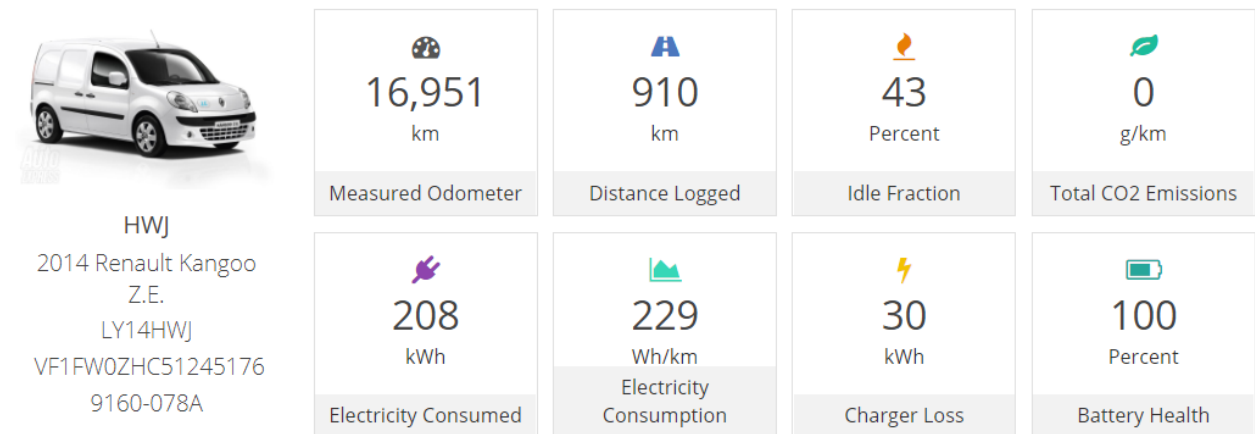 HWJ
2014 Renault Kangoo
Z.E.
LY14HWJ
VF1FW0ZHC51245176
9160-078A
16,951
km
Measured Odometer
910
km
Distance Logged
43
Percent
Idle Fraction
0
g/km
Total CO2 Emissions
208
kWh
Electricity Consumed
229
Wh/km
Electricity
Consumption
30
kWh
Charger Loss
100
Percent
Battery Health